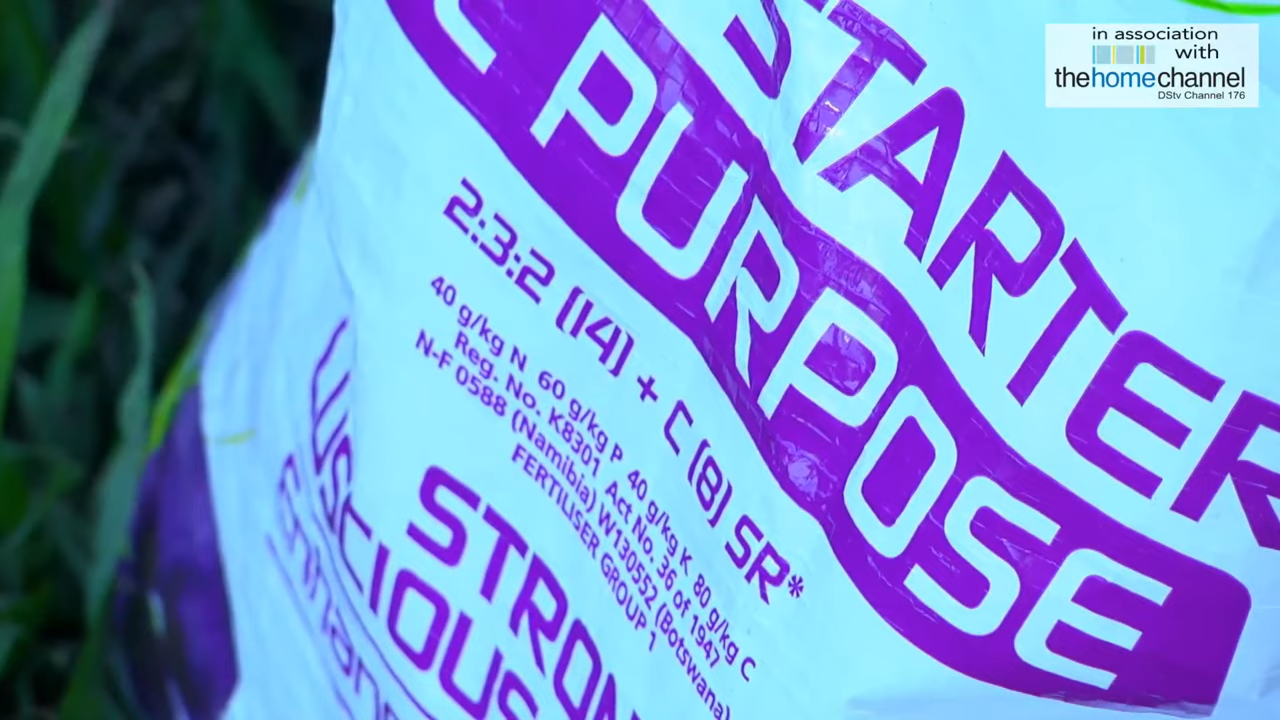 in association
with
thehomechannel
DStv Channel 176
STARTER
PURPOSE
2:3:2 (14) + C (8) SR*
40 g/kg N 60 g/kg P 40 g/kg K 80 g/kg C
Reg. No. K8301 Act No. 36 of 1947
N-F 0588 (Namibia) W130552 (Botswana)
FERTILISER GROUP 1
STRON